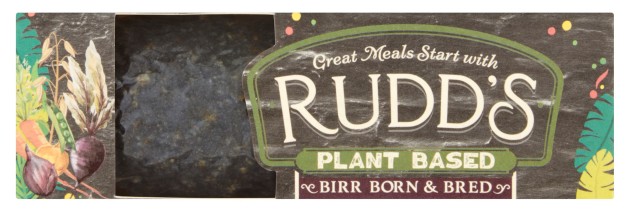 Great Meals Start with
RUDD'S
PLANT BASED
BIRR BORN & BRED